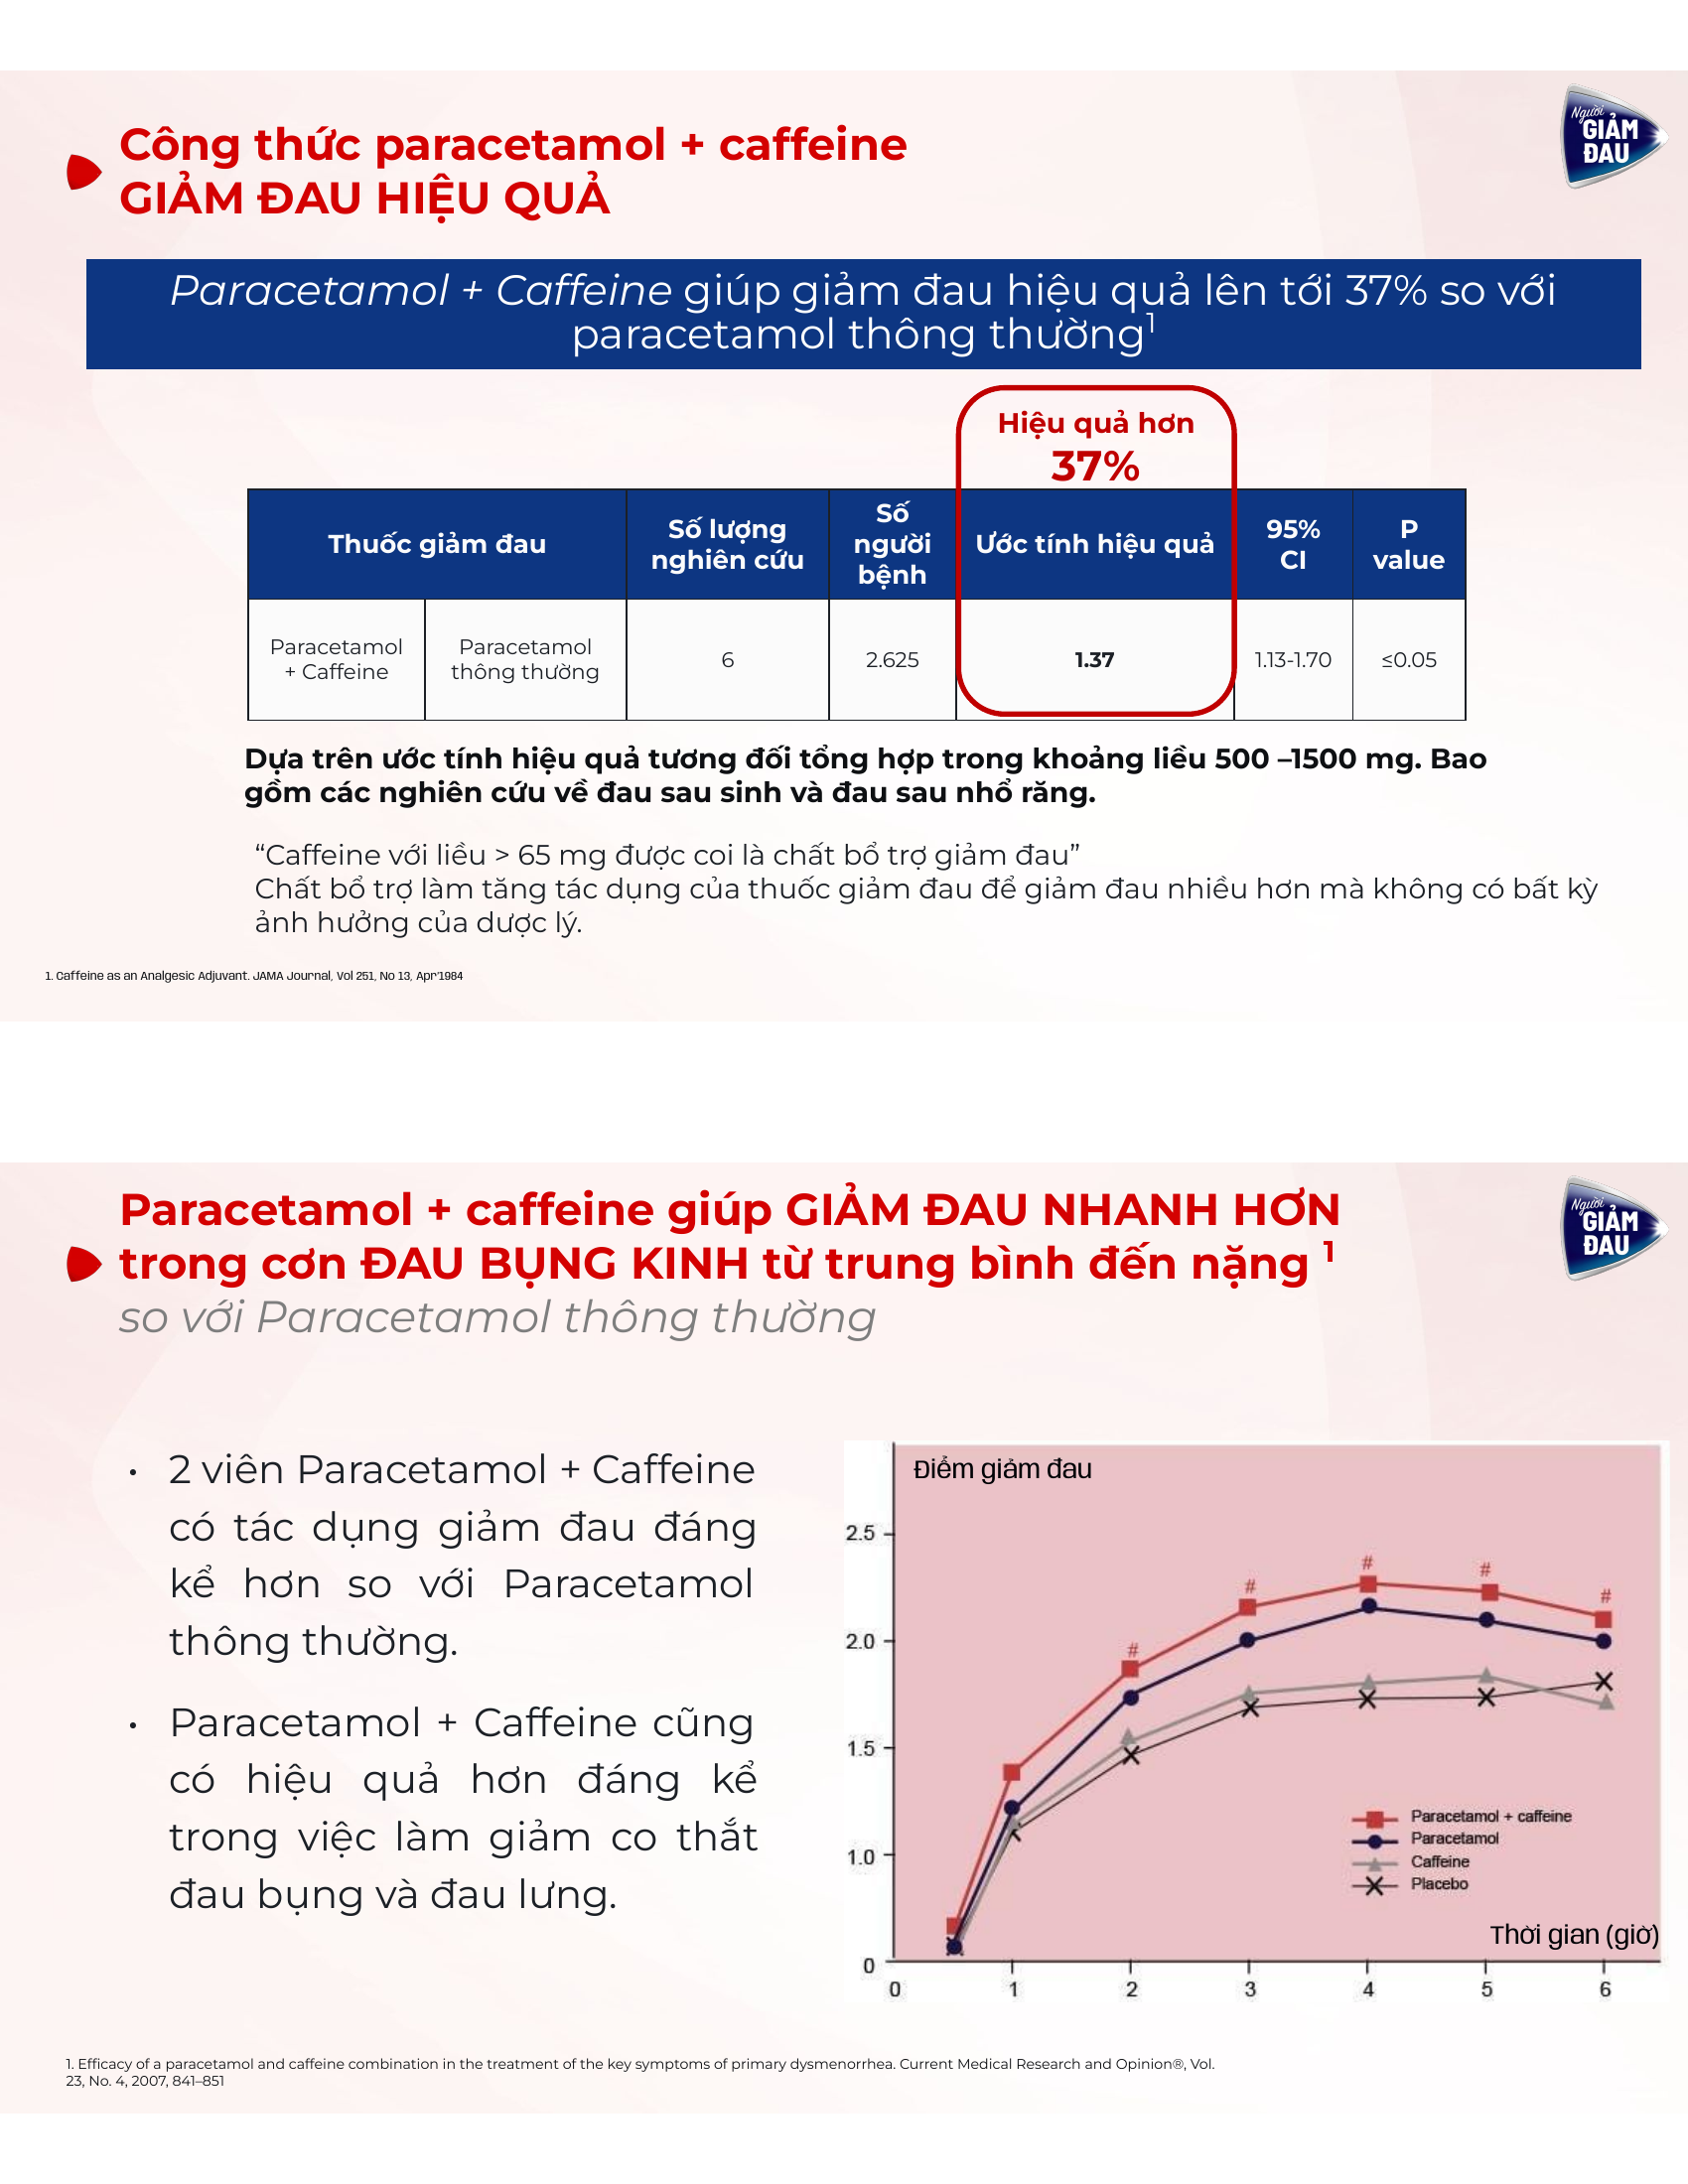 Công thức paracetamol + caffeine
GIẢM ĐAU HIỆU QUẢ
Người
GIẢM
ĐAU
Paracetamol + Caffeine giúp giảm đau hiệu quả lên tới 37% so với
paracetamol thông thường1
Hiệu quả hơn
37%
Thuốc giảm đau
Số lượng
nghiên cứu
Số
người
bệnh
Ước tính hiệu quả
95%
CI
P
value
Paracetamol
+ Caffeine
Paracetamol
thông thường
6
2.625
1.37
1.13-1.70
≤0.05
Dựa trên ước tính hiệu quả tương đối tổng hợp trong khoảng liều 500 –1500 mg. Bao
gồm các nghiên cứu về đau sau sinh và đau sau nhổ răng.
“Caffeine với liều > 65 mg được coi là chất bổ trợ giảm đau”
Chất bổ trợ làm tăng tác dụng của thuốc giảm đau để giảm đau nhiều hơn mà không có bất kỳ
ảnh hưởng của dược lý.
1. Caffeine as an Analgesic Adjuvant. JAMA Journal, Vol 251, No 13, Apr'1984
Paracetamol + caffeine giúp GIẢM ĐAU NHANH HƠN
trong cơn ĐAU BỤNG KINH từ trung bình đến nặng 1
so với Paracetamol thông thường
Người
GIẢM
ĐAU
• 2 viên Paracetamol + Caffeine
có tác dụng giảm đau đáng
kể hơn so với Paracetamol
thông thường.
• Paracetamol + Caffeine cũng
có hiệu quả hơn đáng kể
trong việc làm giảm co thắt
đau bụng và đau lưng.
Điểm giảm đau
2.5
2.0
1.5
1.0
0
# # # # #
Paracetamol + caffeine
Paracetamol
Caffeine
Placebo
Thời gian (giờ)
0 1 2 3 4 5 6
1. Efficacy of a paracetamol and caffeine combination in the treatment of the key symptoms of primary dysmenorrhea. Current Medical Research and Opinion®, Vol.
23, No. 4, 2007, 841–851